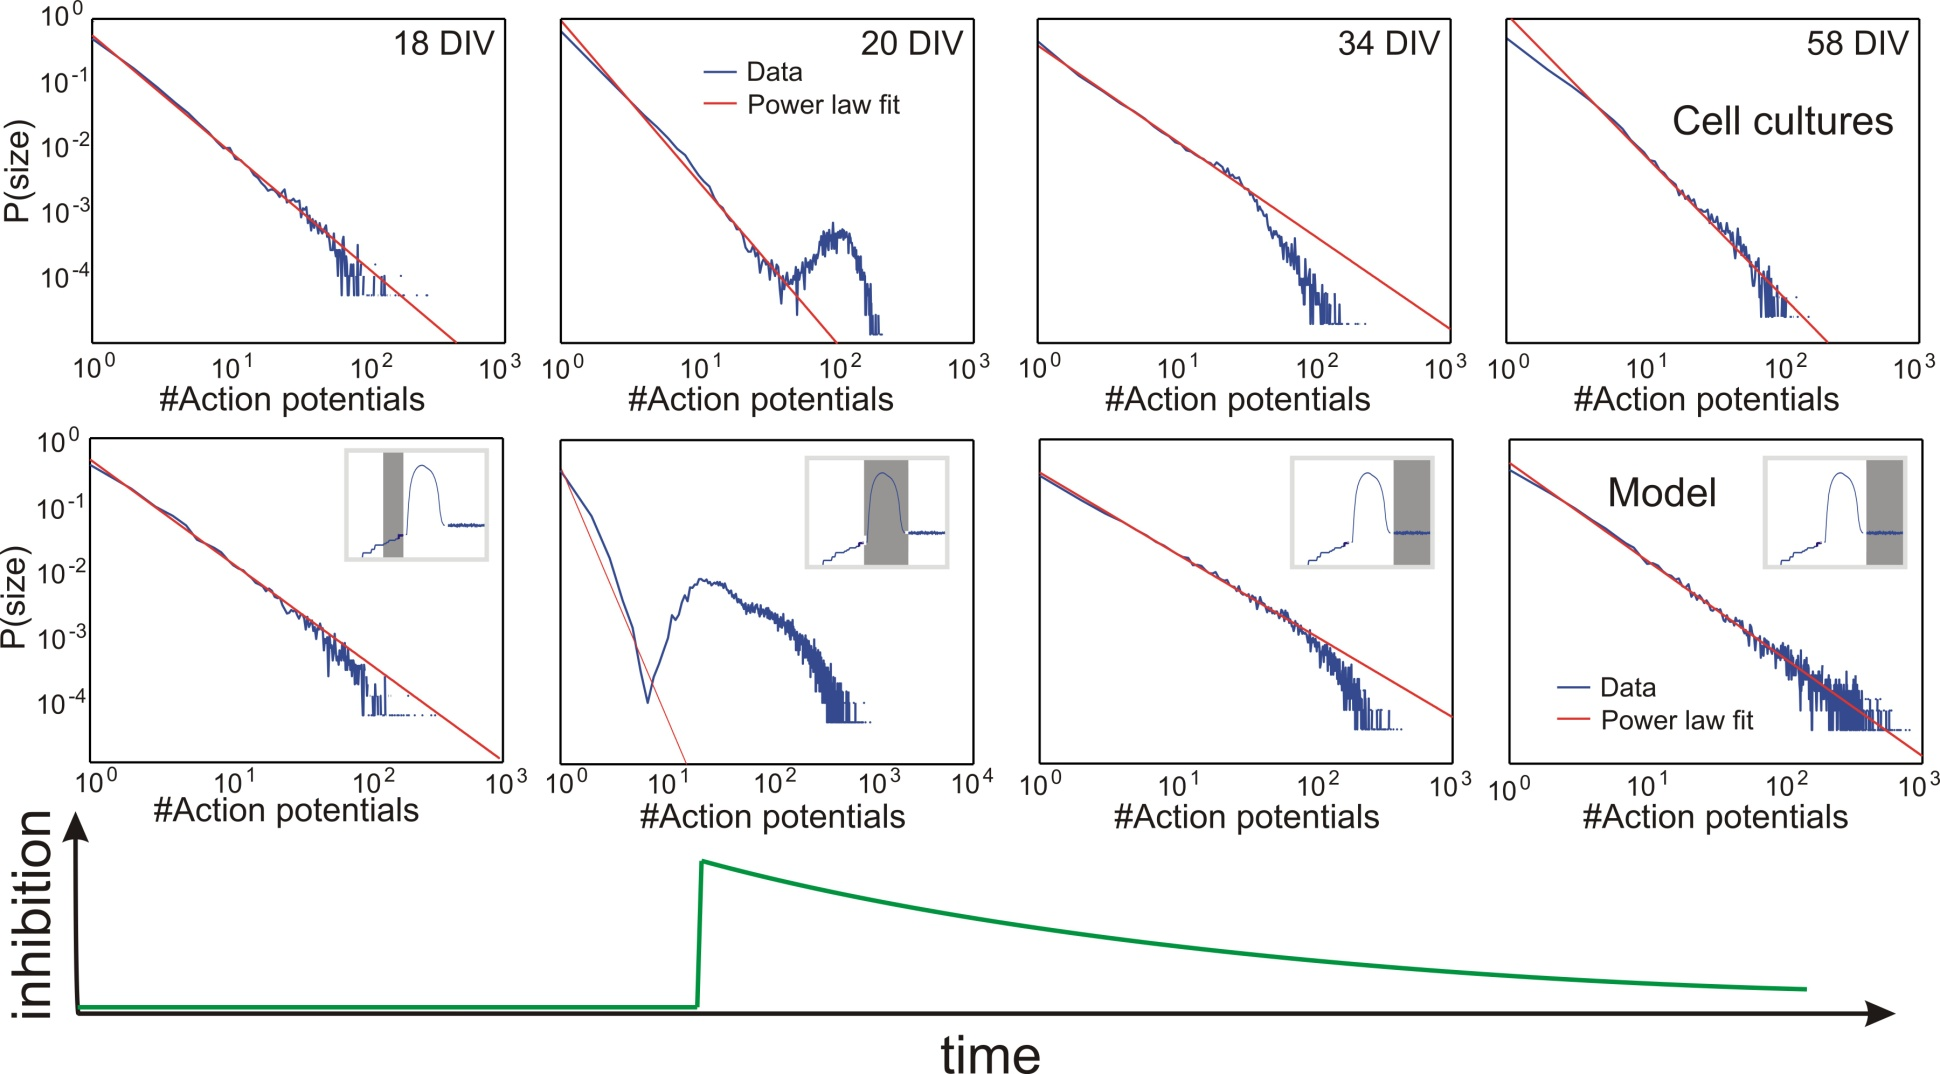 18 DIV
20 DIV
34 DIV
58 DIV
Data
Power law fit
Cell cultures
P(size)
10^0
10^-1
10^-2
10^-3
10^-4
10^0 10^1 10^2 10^3
10^0 10^1 10^2 10^3
10^0 10^1 10^2 10^3
10^0 10^1 10^2 10^3
#Action potentials
#Action potentials
#Action potentials
#Action potentials
Model
Data
Power law fit
P(size)
10^0
10^-1
10^-2
10^-3
10^-4
10^0 10^1 10^2 10^3
10^0 10^1 10^2 10^3 10^4
10^0 10^1 10^2 10^3
10^0 10^1 10^2 10^3
#Action potentials
#Action potentials
#Action potentials
#Action potentials
inhibition
time